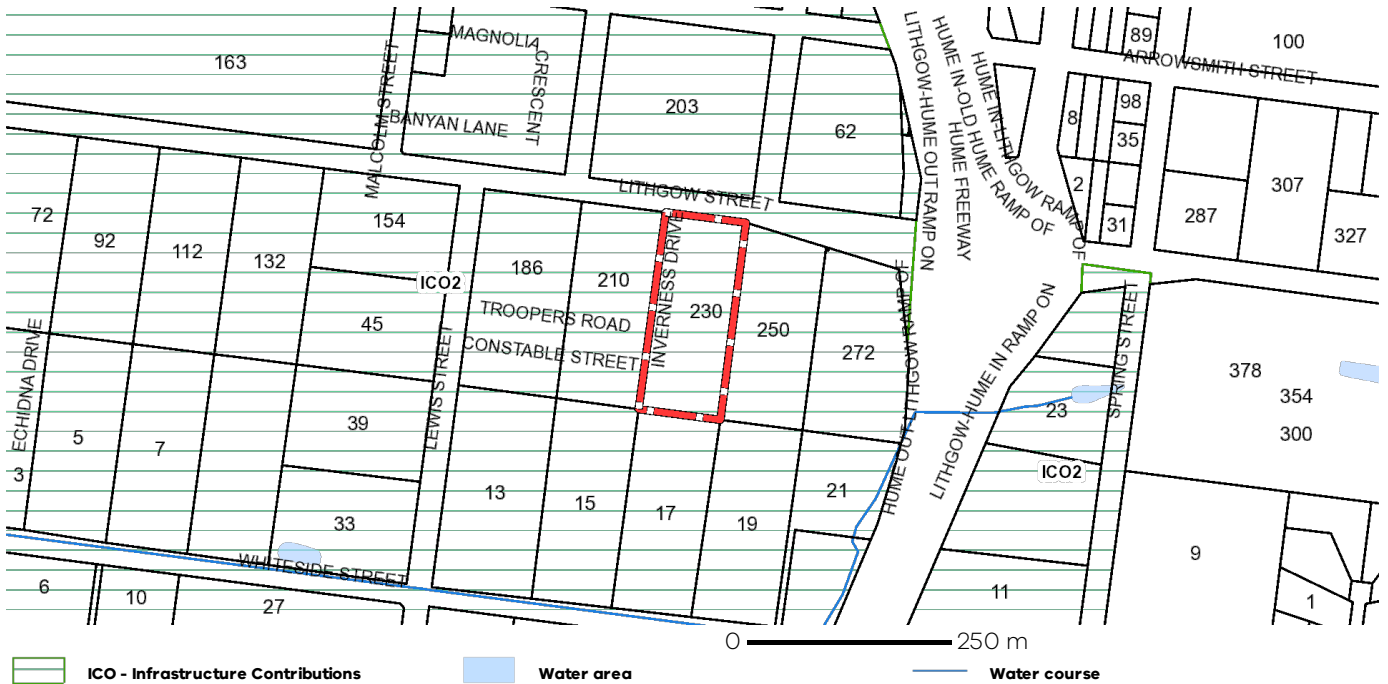 163
MALCOLM STREET
MAGNOLIA
CRESCENT
BANYAN LANE
203
62
LITHGOW-HUME OUT RAMP ON
HUME FREEWAY
HUME IN-OLD HUME RAMP OF
HUME IN-LITHGOW RAMP OF
89
100
ARROWSMITH STREET
8
98
35
2
31
287
307
327
LITHGOW STREET
72
92
112
132
154
ICO2
45
186
210
INVERNESS DRIVE
230
250
272
TROOPERS ROAD
CONSTABLE STREET
HUME OUT-LITHGOW RAMP OF
LITHGOW-HUME IN RAMP ON
SPRING STREET
23
378
354
300
ECHIDNA DRIVE
LEWIS STREET
3
5
7
39
33
13
15
17
19
21
ICO2
9
11
1
WHITESIDE STREET
6
10
27
0 250 m
ICO - Infrastructure Contributions
Water area
Water course